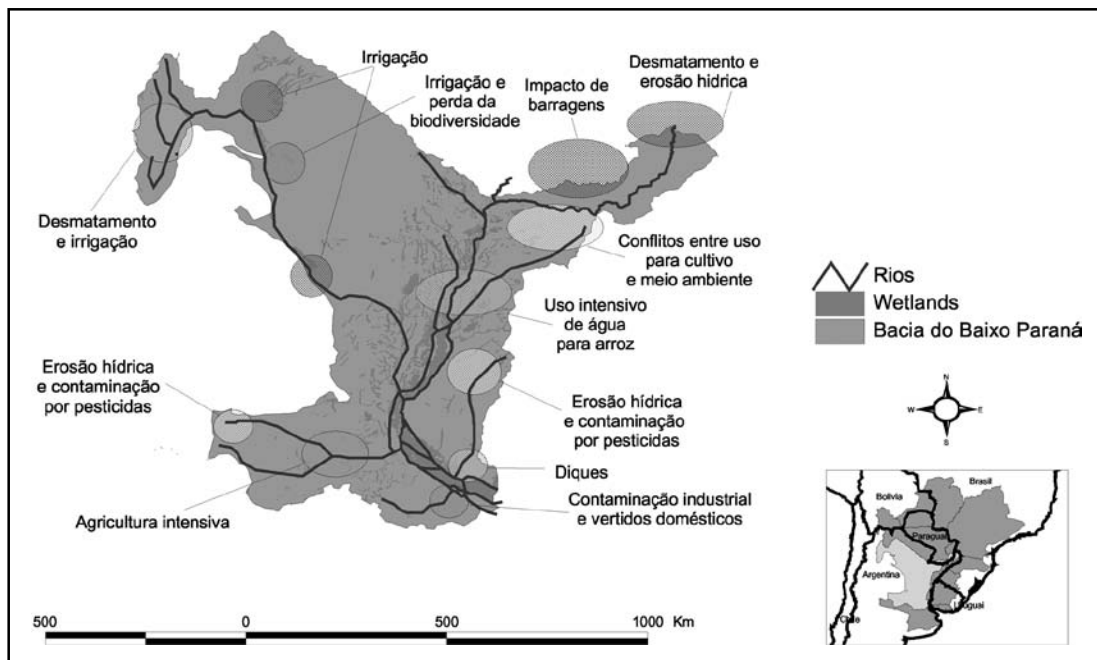 Irrigação
Irrigação e
perda da
biodiversidade
Impacto de
barragens
Desmatamento e
erosão hidrica
Desmatamento
e irrigação
Conflitos entre uso
para cultivo
e meio ambiente
Uso intensivo
de água
para arroz
Erosão hídrica
e contaminação
por pesticidas
Erosão hídrica
e contaminação
por pesticidas
Diques
Agricultura intensiva
Contaminação industrial
e vertidos domésticos
Rios
Wetlands
Bacia do Baixo Paraná
N
W E
S
Bolivia
Brasil
Paraguai
Argentina
Uruguai
Chile
500 0 500 1000 Km